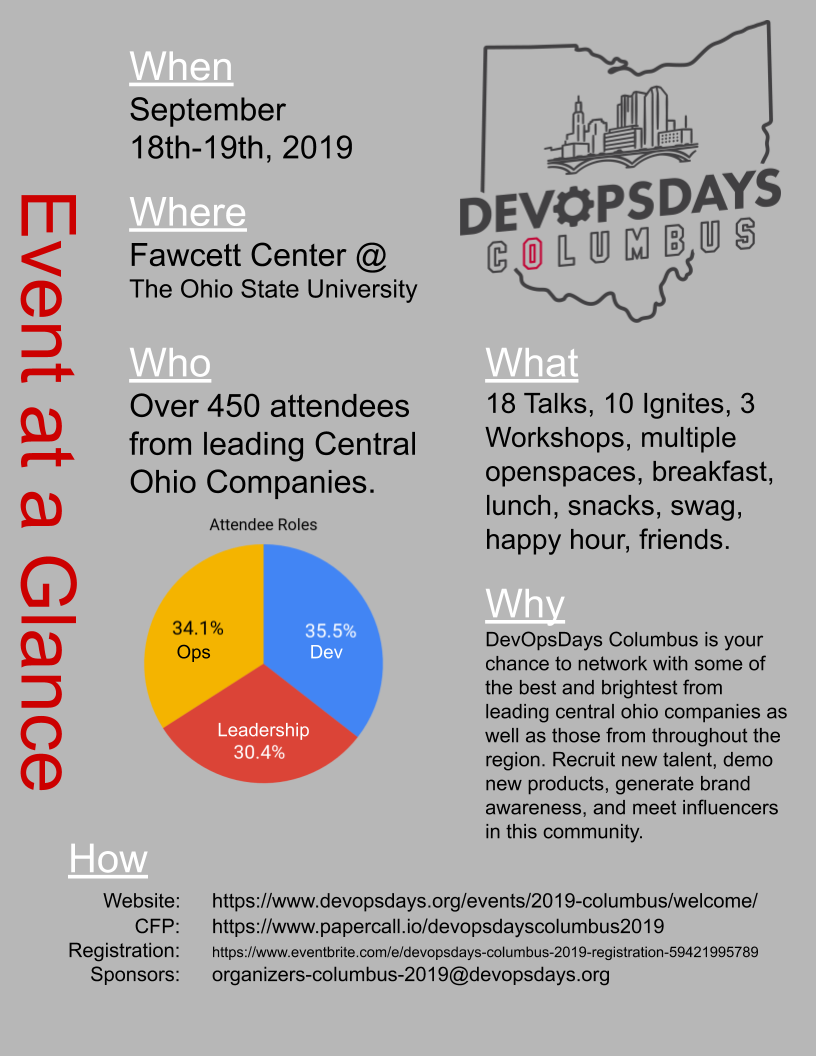 Event at a Glance
When
September
18th-19th, 2019
Where
Fawcett Center @
The Ohio State University
DEVOPSDAYS
COLUMBUS
Who
Over 450 attendees
from leading Central
Ohio Companies.
Attendee Roles
34.1%
Ops
35.5%
Dev
Leadership
30.4%
What
18 Talks, 10 Ignites, 3
Workshops, multiple
openspaces, breakfast,
lunch, snacks, swag,
happy hour, friends.
Why
DevOpsDays Columbus is your
chance to network with some of
the best and brightest from
leading central ohio companies as
well as those from throughout the
region. Recruit new talent, demo
new products, generate brand
awareness, and meet influencers
in this community.
How
Website: https://www.devopsdays.org/events/2019-columbus/welcome/
CFP: https://www.papercall.io/devopsdayscolumbus2019
Registration: https://www.eventbrite.com/e/devopsdays-columbus-2019-registration-59421995789
Sponsors: organizers-columbus-2019@devopsdays.org